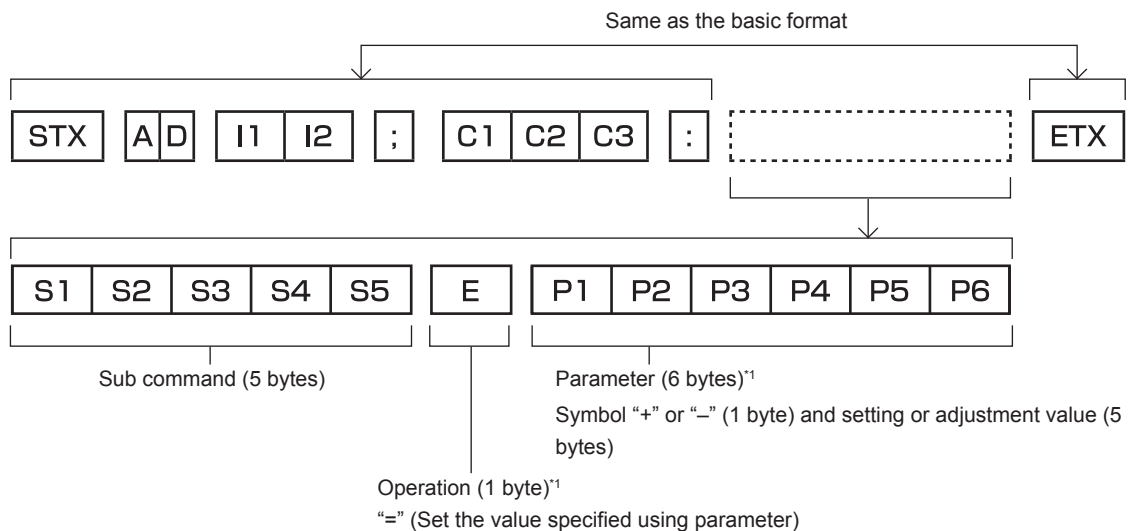 Same as the basic format
STX A D I1 I2 ; C1 C2 C3 : ETX
S1 S2 S3 S4 S5 E P1 P2 P3 P4 P5 P6
Sub command (5 bytes)
Parameter (6 bytes)*1
Symbol “+” or “–” (1 byte) and setting or adjustment value (5
bytes)
Operation (1 byte)*1
“=” (Set the value specified using parameter)